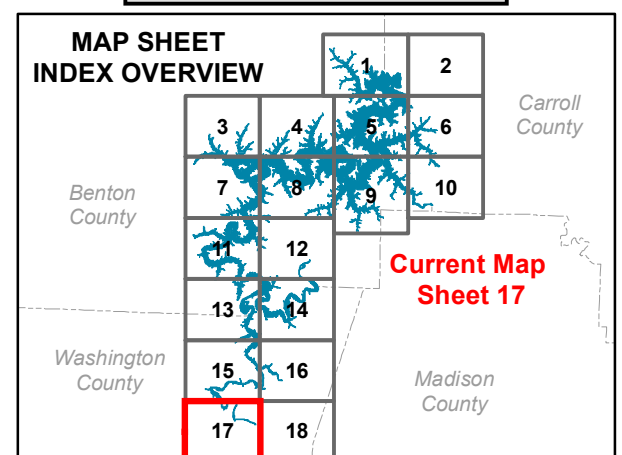 MAP SHEET
INDEX OVERVIEW
1
2
Carroll
County
3
4
5
6
Benton
County
7
8
9
10
11
12
Current Map
Sheet 17
13
14
Washington
County
15
16
Madison
County
17
18